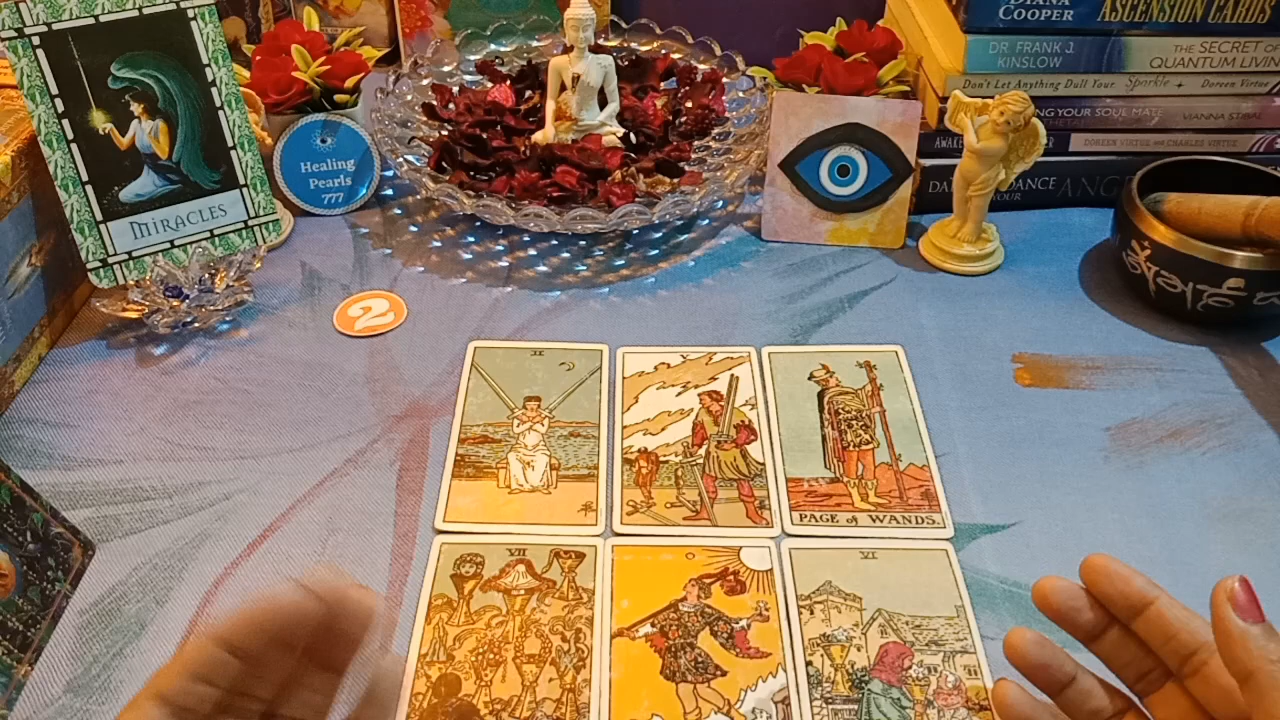 MIRACLES
Healing
Pearls
777
2
DIANA
COOPER
ASCENSION CARDS
DR. FRANK J.
KINSLOW
THE SECRET OF
QUANTUM LIVIN
Don't Let Anything Dull Your Sparkle
Doreen Virtue
YOUR SOUL MATE
VIANNA STIBAL
DOREEN VIRTUE AND CHARLES VIRTUE
II
V
PAGE of WANDS.
VII
0
VI